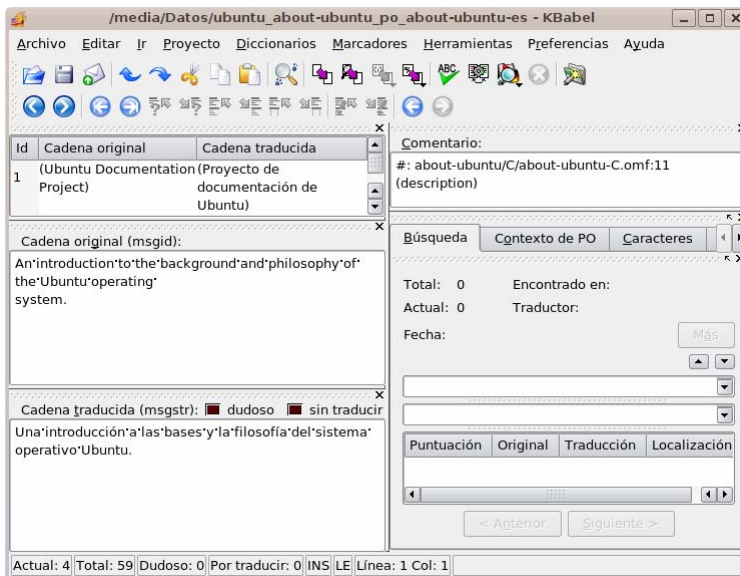 /media/Datos/ubuntu_about-ubuntu_po_about-ubuntu-es - KBabel
Archivo Editar Ir Proyecto Diccionarios Marcadores Herramientas Preferencias Ayuda
ABC
Id Cadena original Cadena traducida
1 (Ubuntu Documentation Project) (Proyecto de documentación de Ubuntu)
Cadena original (msgid):
An·introduction·to·the·background·and·philosophy·of·
the·Ubuntu·operating·
system.
Cadena traducida (msgstr): dudoso sin traducir
Una·introducción·a·las·bases·y·la·filosofía·del·sistema·
operativo·Ubuntu.
Comentario:
#: about-ubuntu/C/about-ubuntu-C.omf:11
(description)
Búsqueda Contexto de PO Caracteres
Total: 0 Encontrado en:
Actual: 0 Traductor:
Fecha: Más
Puntuación Original Traducción Localización
< Anterior Siguiente >
Actual: 4 Total: 59 Dudoso: 0 Por traducir: 0 INS LE Línea: 1 Col: 1